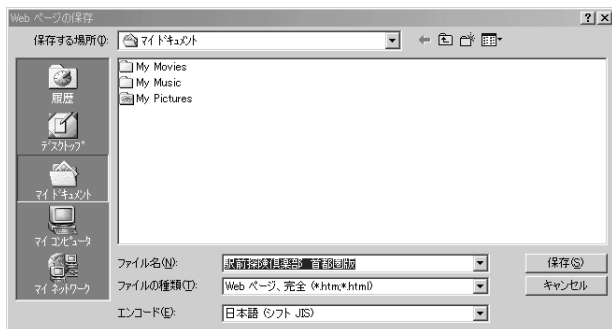 Web ページの保存
保存する場所(I): マイ ドキュメント
My Movies
My Music
My Pictures
履歴
デスクトップ
マイ ドキュメント
マイ コンピュータ
マイ ネットワーク
ファイル名(N): 駅前探険倶楽部 首都圏版 保存(S)
ファイルの種類(T): Web ページ、完全 (*.htm;*.html) キャンセル
エンコード(E): 日本語 (シフト JIS)